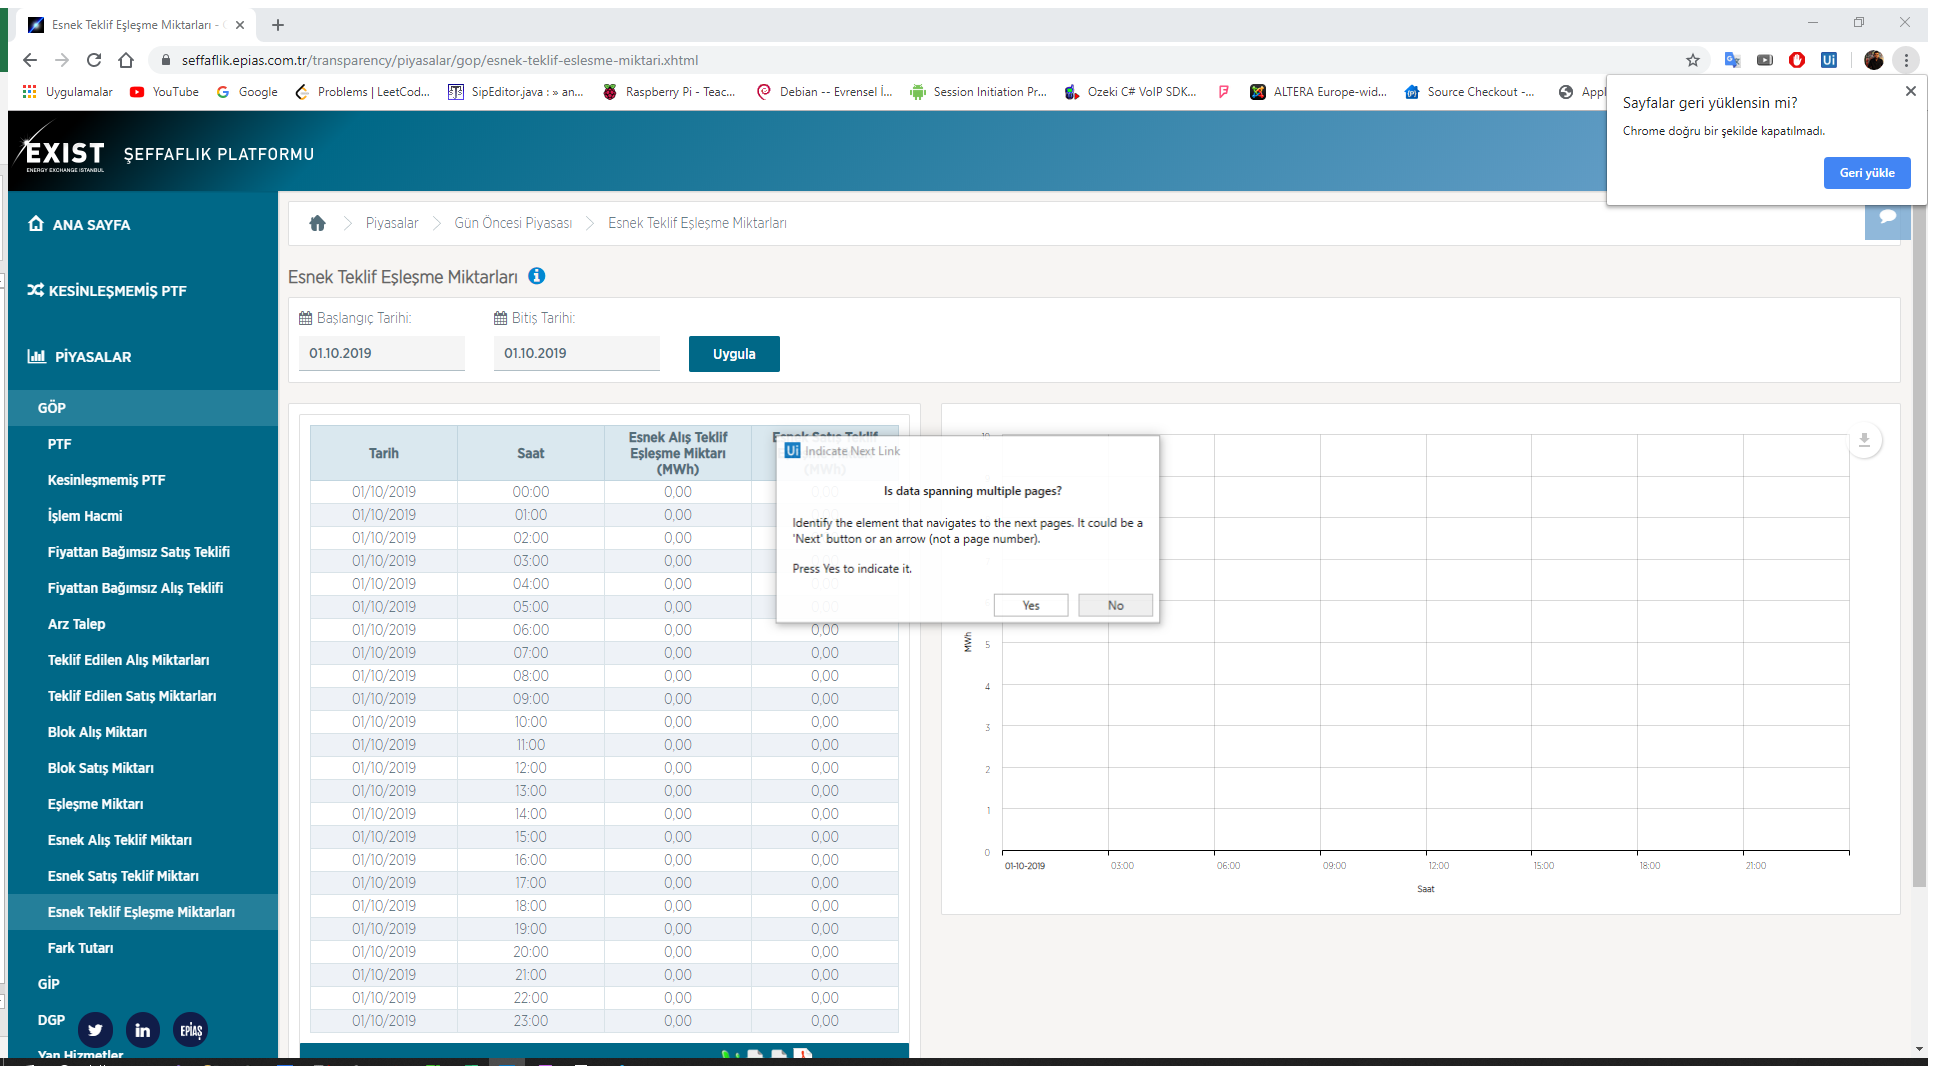 Esnek Teklif Eşleşme Miktarları -
seffaflik.epias.com.tr/transparency/piyasalar/gop/esnek-teklif-eslesme-miktari.xhtml
Uygulamalar YouTube Google Problems | LeetCod... SipEditor.java : » an... Raspberry Pi - Teac... Debian -- Evrensel İ... Session Initiation Pr... Ozeki C# VoIP SDK... ALTERA Europe-wid... Source Checkout -... Appl
Sayfalar geri yüklensin mi?
Chrome doğru bir şekilde kapatılmadı.
Geri yükle
EXIST ŞEFFAFLIK PLATFORMU
ENERGY EXCHANGE ISTANBUL
ANA SAYFA
KESİNLEŞMEMİŞ PTF
PİYASALAR
GÖP
PTF
Kesinleşmemiş PTF
İşlem Hacmi
Fiyattan Bağımsız Satış Teklifi
Fiyattan Bağımsız Alış Teklifi
Arz Talep
Teklif Edilen Alış Miktarları
Teklif Edilen Satış Miktarları
Blok Alış Miktarı
Blok Satış Miktarı
Eşleşme Miktarı
Esnek Alış Teklif Miktarı
Esnek Satış Teklif Miktarı
Esnek Teklif Eşleşme Miktarları
Fark Tutarı
GİP
DGP
EPİAŞ
Yan Hizmetler
Piyasalar Gün Öncesi Piyasası Esnek Teklif Eşleşme Miktarları
Esnek Teklif Eşleşme Miktarları
Başlangıç Tarihi: Bitiş Tarihi:
01.10.2019 01.10.2019 Uygula
Tarih Saat Esnek Alış Teklif Eşleşme Miktarı (MWh) Esnek Satış Teklif (MWh)
01/10/2019 00:00 0,00 0,00
01/10/2019 01:00 0,00
01/10/2019 02:00 0,00
01/10/2019 03:00 0,00
01/10/2019 04:00 0,00
01/10/2019 05:00 0,00
01/10/2019 06:00 0,00 0,00
01/10/2019 07:00 0,00 0,00
01/10/2019 08:00 0,00 0,00
01/10/2019 09:00 0,00 0,00
01/10/2019 10:00 0,00 0,00
01/10/2019 11:00 0,00 0,00
01/10/2019 12:00 0,00 0,00
01/10/2019 13:00 0,00 0,00
01/10/2019 14:00 0,00 0,00
01/10/2019 15:00 0,00 0,00
01/10/2019 16:00 0,00 0,00
01/10/2019 17:00 0,00 0,00
01/10/2019 18:00 0,00 0,00
01/10/2019 19:00 0,00 0,00
01/10/2019 20:00 0,00 0,00
01/10/2019 21:00 0,00 0,00
01/10/2019 22:00 0,00 0,00
01/10/2019 23:00 0,00 0,00
Ui Indicate Next Link
Is data spanning multiple pages?
Identify the element that navigates to the next pages. It could be a
'Next' button or an arrow (not a page number).
Press Yes to indicate it.
Yes No
10
MWh
5
4
3
2
1
0
01-10-2019 03:00 06:00 09:00 12:00 15:00 18:00 21:00
Saat